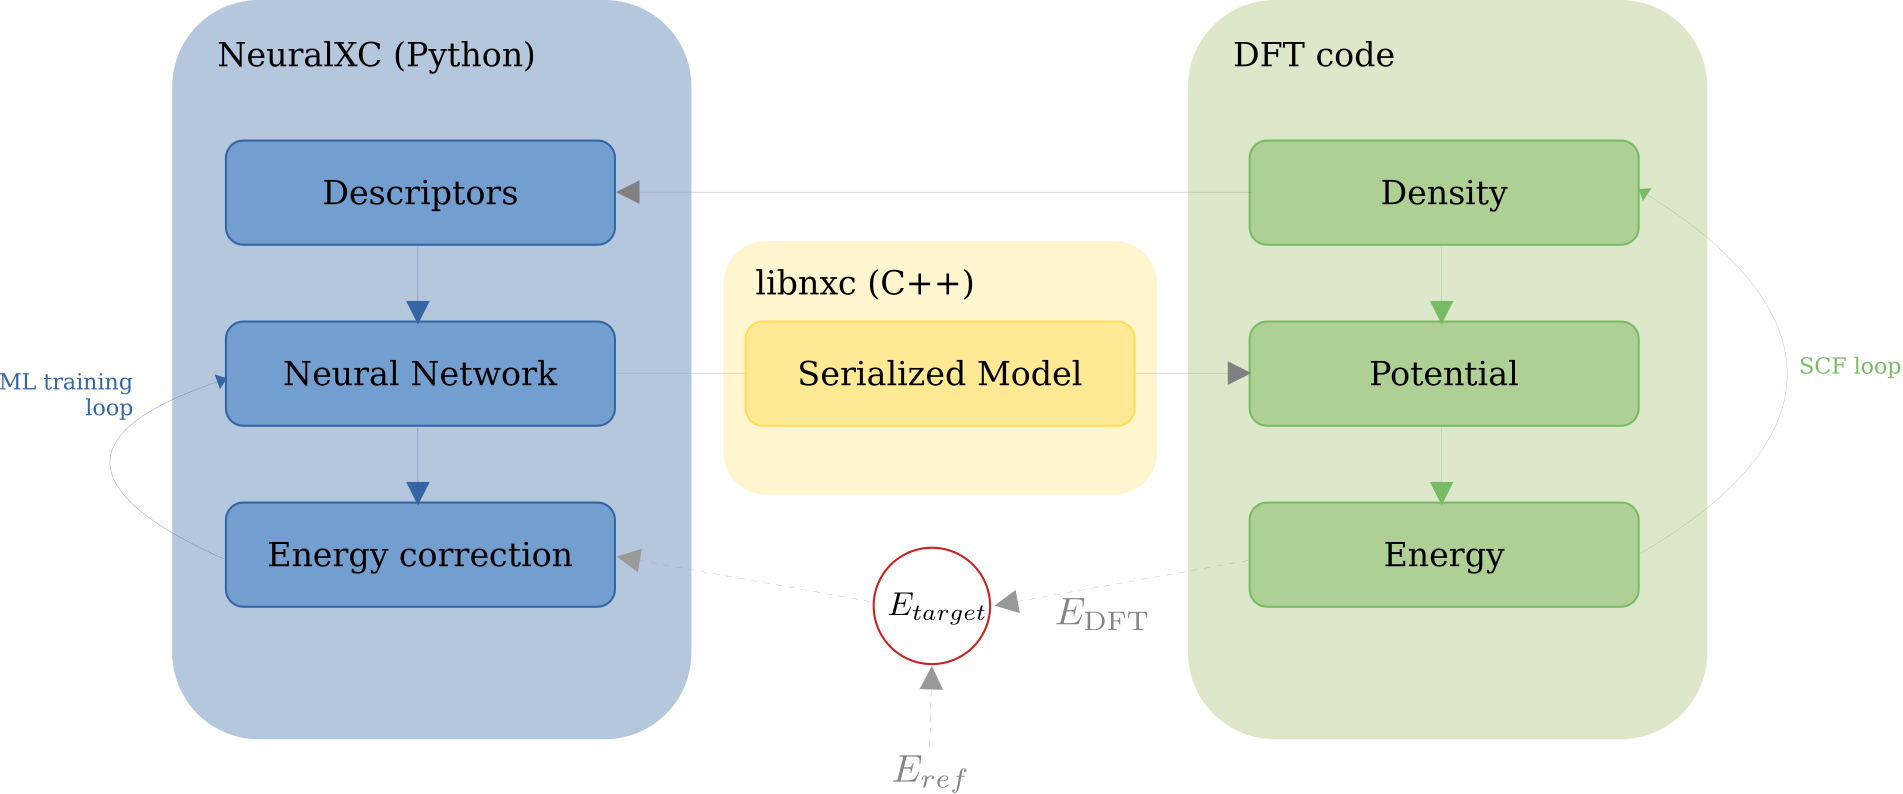 NeuralXC (Python)
DFT code
Descriptors
Density
libnxc (C++)
Neural Network
Serialized Model
Potential
ML training
loop
SCF loop
Energy correction
Energy
E_{target}
E_{DFT}
E_{ref}